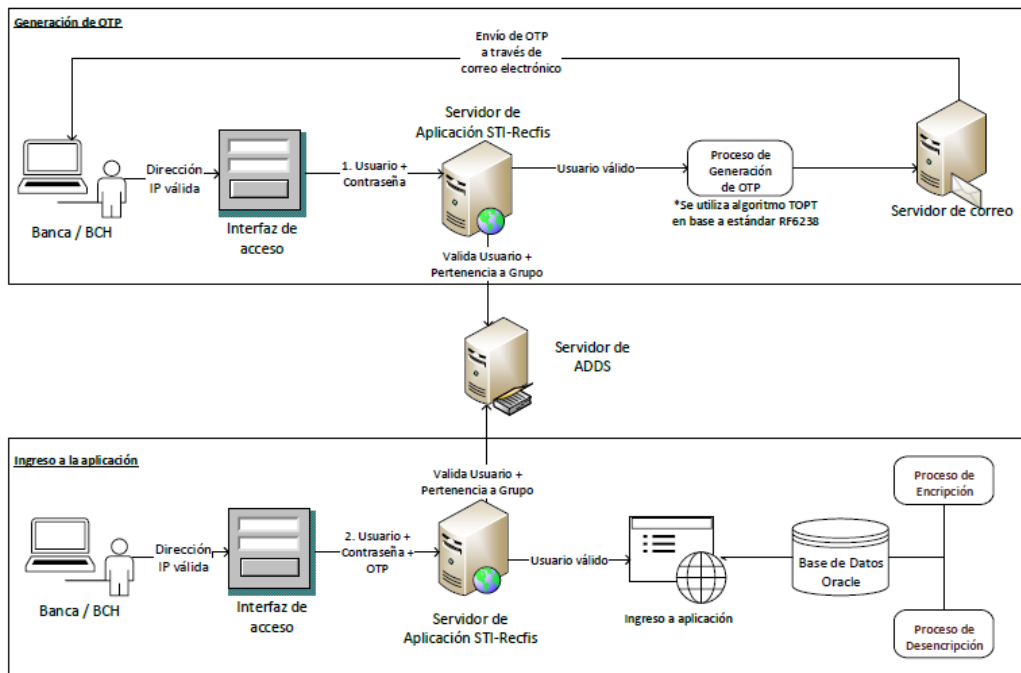 Generación de OTP
Envío de OTP
a través de
correo electrónico
Servidor de
Aplicación STI-Recfis
Dirección
IP válida
1. Usuario +
Contraseña
Usuario válido
Proceso de
Generación
de OTP
*Se utiliza algoritmo TOPT
en base a estándar RF6238
Servidor de correo
Banca / BCH
Interfaz de
acceso
Valida Usuario +
Pertenencia a Grupo
Servidor de
ADDS
Ingreso a la aplicación
Valida Usuario +
Pertenencia a Grupo
Proceso de
Encripción
Dirección
IP válida
2. Usuario +
Contraseña +
OTP
Usuario válido
Base de Datos
Oracle
Banca / BCH
Interfaz de
acceso
Servidor de
Aplicación STI-Recfis
Ingreso a aplicación
Proceso de
Desencripción